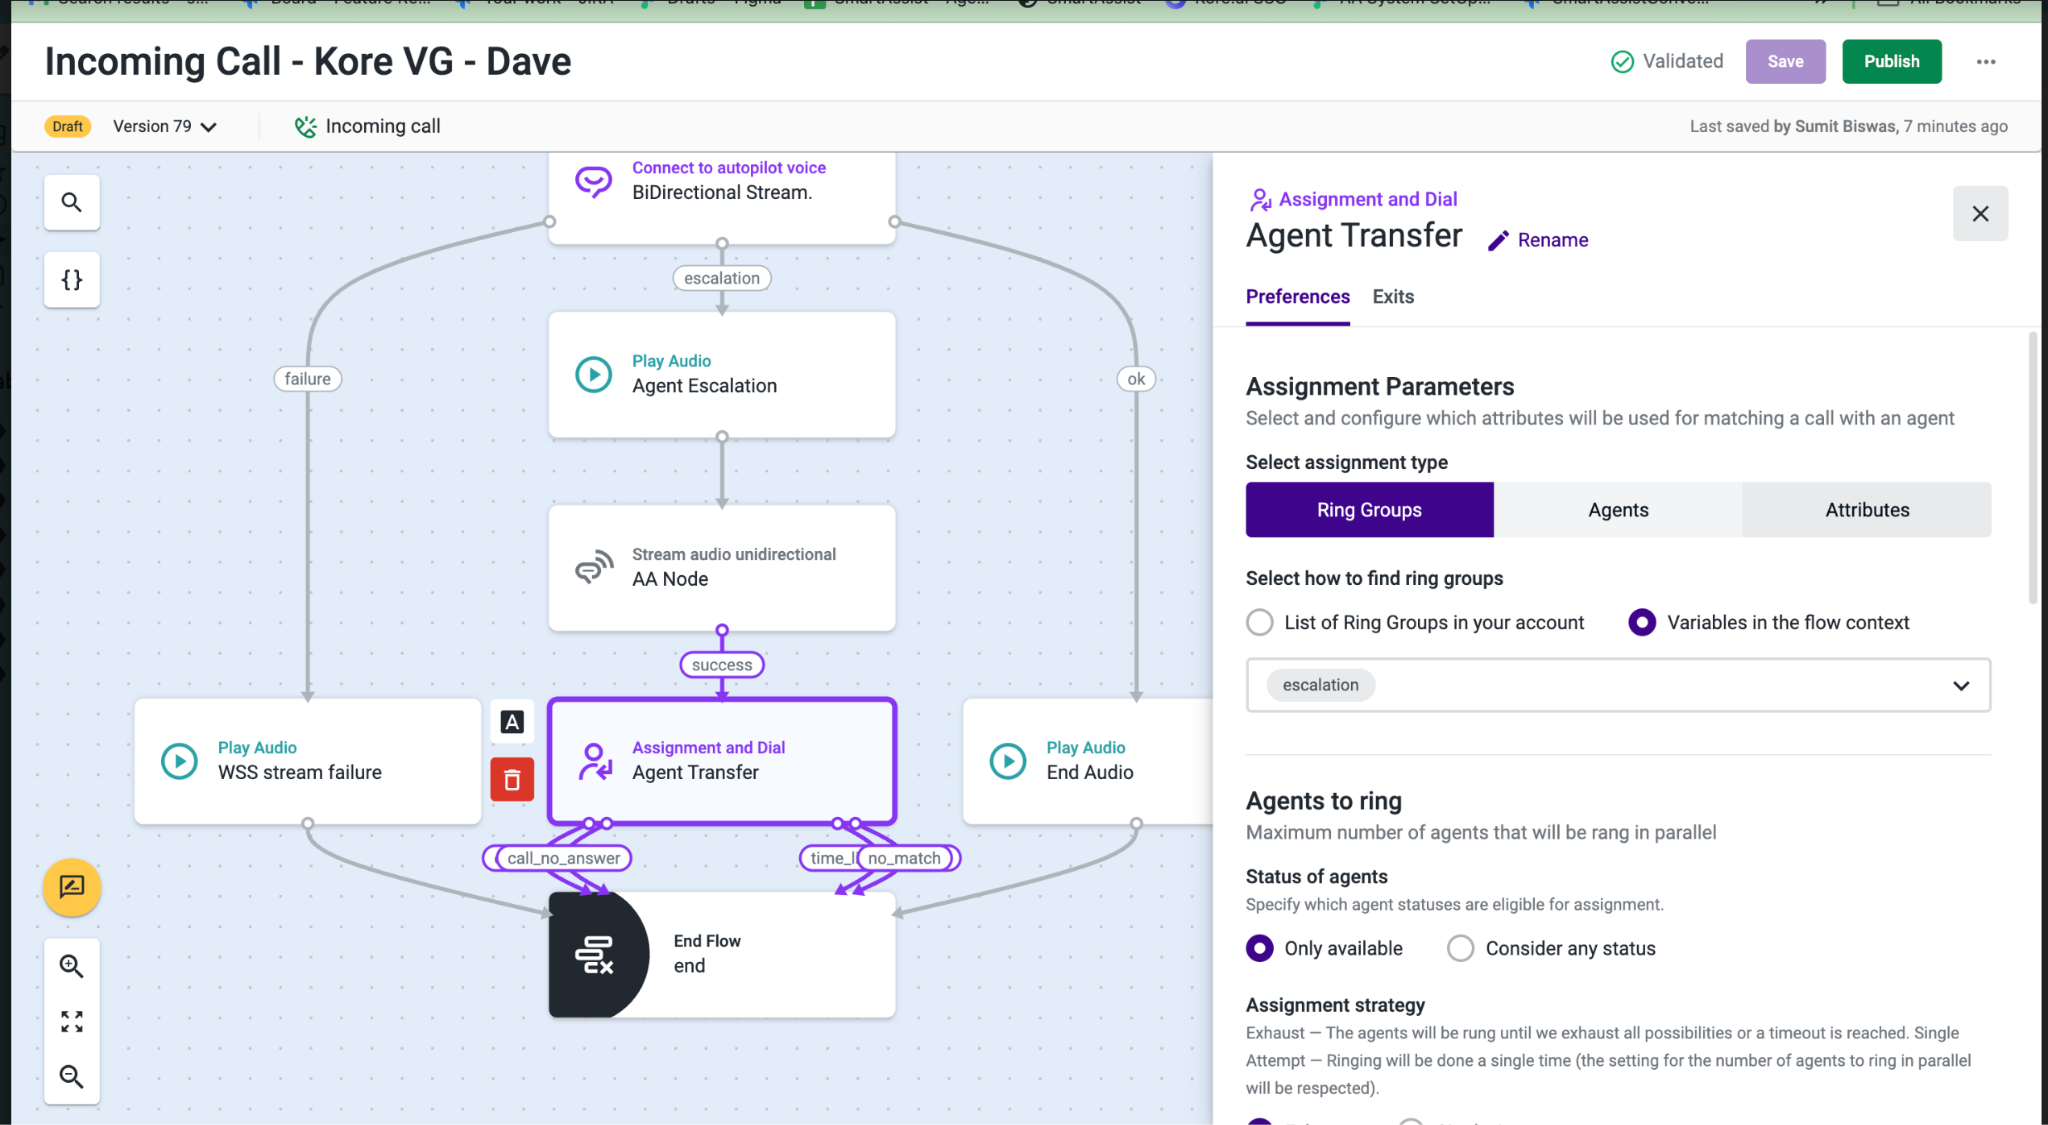 Incoming Call - Kore VG - Dave
Validated
Save
Publish
Draft
Version 79
Incoming call
Last saved by Sumit Biswas, 7 minutes ago
Connect to autopilot voice
BiDirectional Stream.
escalation
failure
ok
Play Audio
Agent Escalation
Stream audio unidirectional
AA Node
success
Play Audio
WSS stream failure
A
Assignment and Dial
Agent Transfer
Play Audio
End Audio
call_no_answer
no_match
End Flow
end
Assignment and Dial
Agent Transfer
Rename
Preferences
Exits
Assignment Parameters
Select and configure which attributes will be used for matching a call with an agent
Select assignment type
Ring Groups
Agents
Attributes
Select how to find ring groups
List of Ring Groups in your account
Variables in the flow context
escalation
Agents to ring
Maximum number of agents that will be rang in parallel
Status of agents
Specify which agent statuses are eligible for assignment.
Only available
Consider any status
Assignment strategy
Exhaust — The agents will be rung until we exhaust all possibilities or a timeout is reached. Single
Attempt — Ringing will be done a single time (the setting for the number of agents to ring in parallel
will be respected).